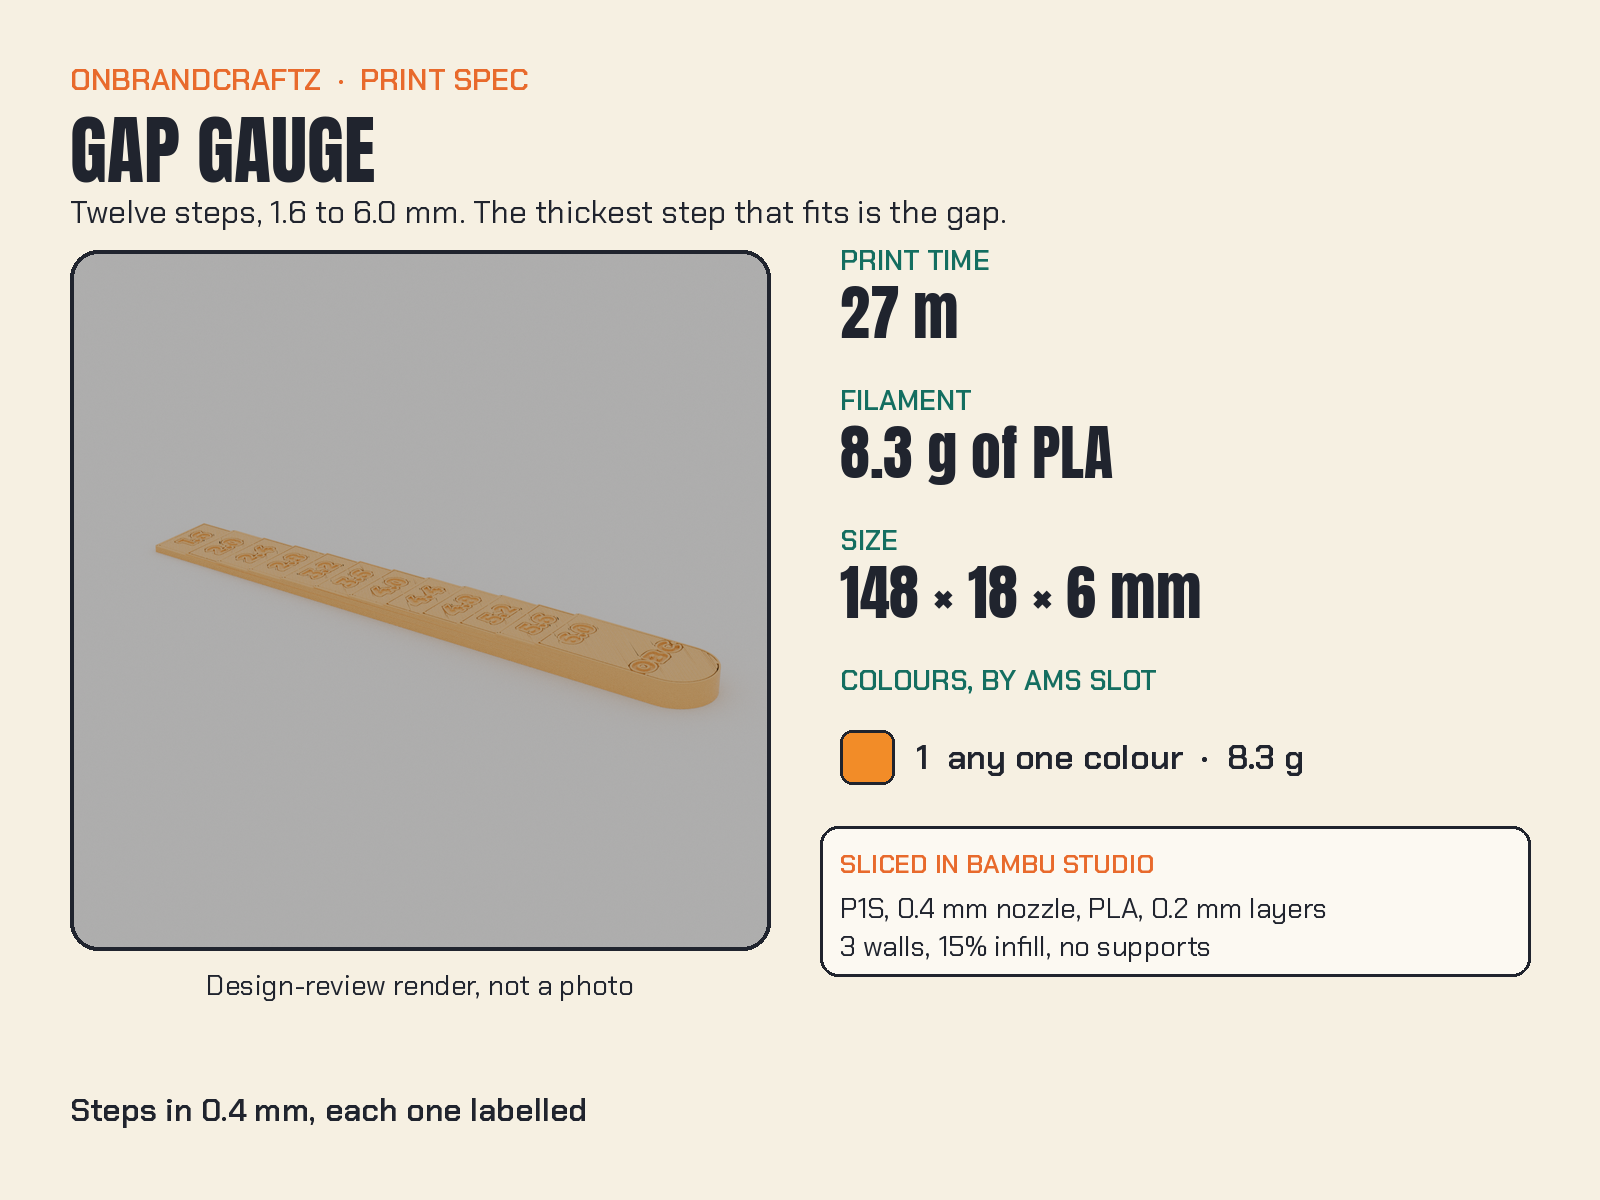 ONBRANDCRAFTZ · PRINT SPEC
GAP GAUGE
Twelve steps, 1.6 to 6.0 mm. The thickest step that fits is the gap.
OBC
Design-review render, not a photo
PRINT TIME
27 m
FILAMENT
8.3 g of PLA
SIZE
148 × 18 × 6 mm
COLOURS, BY AMS SLOT
1 any one colour · 8.3 g
SLICED IN BAMBU STUDIO
P1S, 0.4 mm nozzle, PLA, 0.2 mm layers
3 walls, 15% infill, no supports
Steps in 0.4 mm, each one labelled